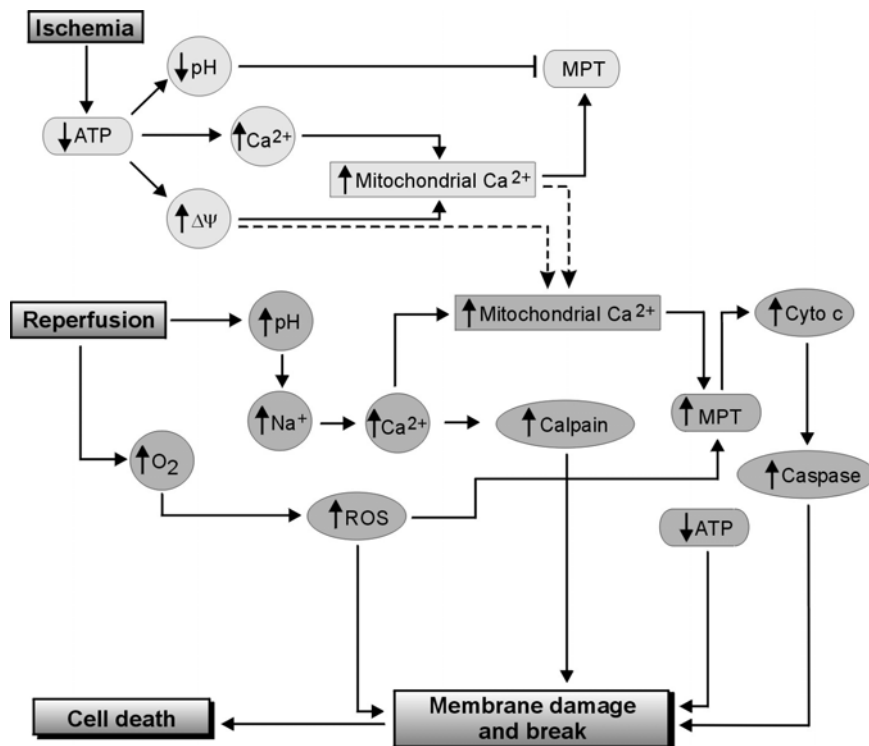 Ischemia
↓pH
MPT
↓ATP
↑Ca²⁺
↑Mitochondrial Ca²⁺
↑ΔΨ
Reperfusion
↑pH
↑Mitochondrial Ca²⁺
↑Cyto c
↑Na⁺
↑Ca²⁺
↑Calpain
↑MPT
↑O₂
↑Caspase
↑ROS
↓ATP
Cell death
Membrane damage
and break